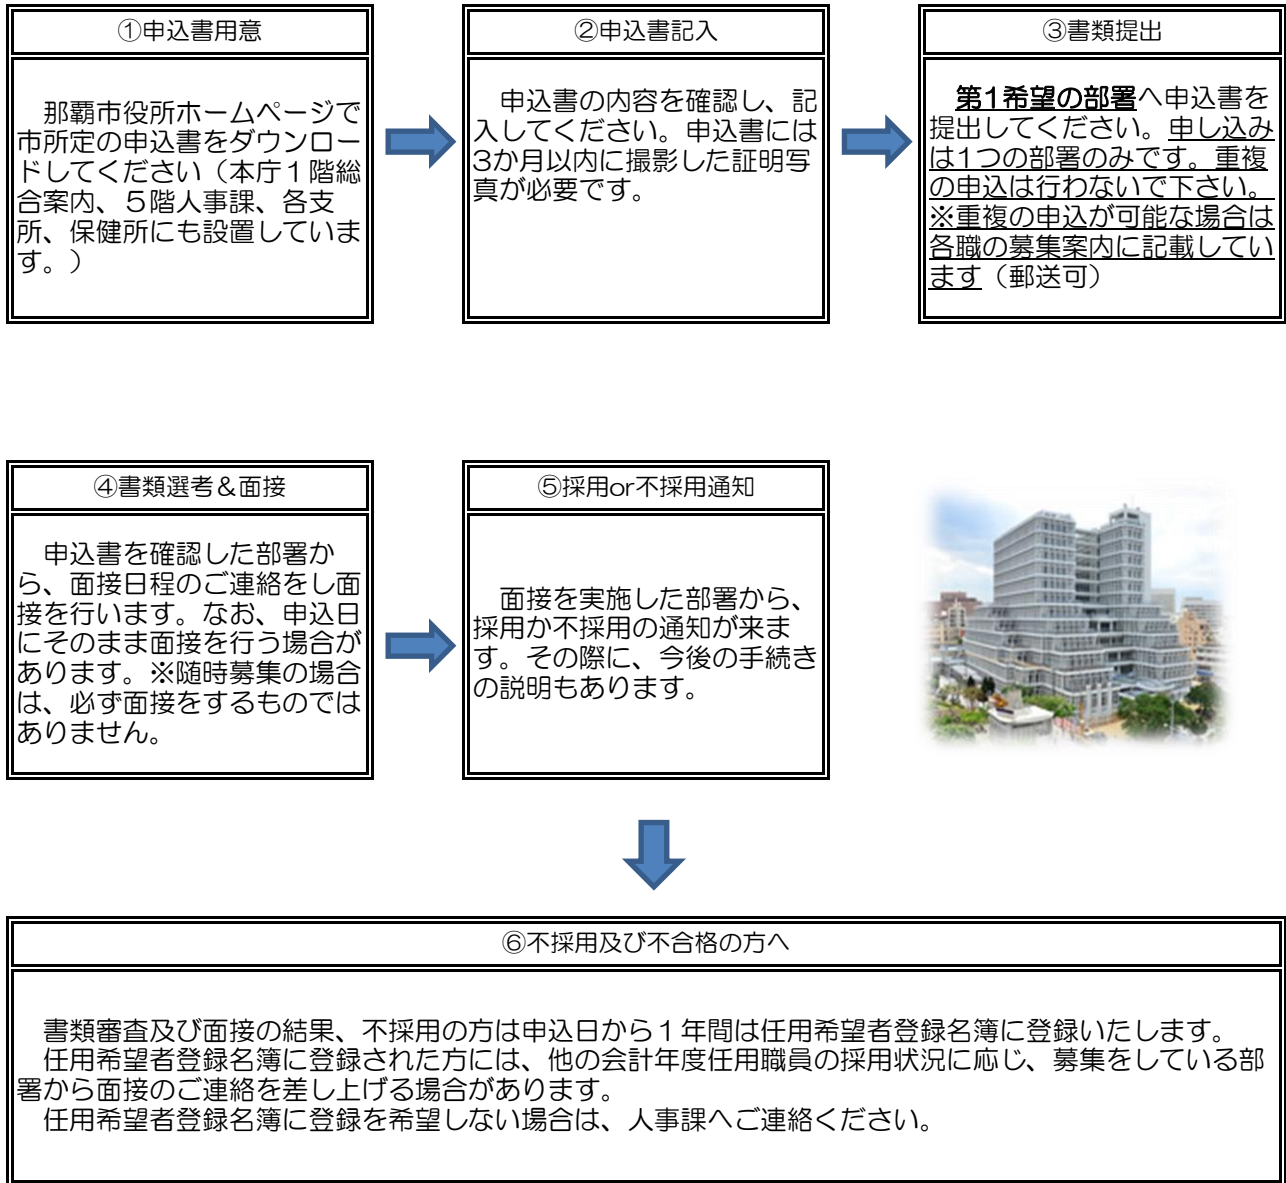 ①申込書用意
那覇市役所ホームページで
市所定の申込書をダウンロー
ドしてください（本庁１階総
合案内、５階人事課、各支
所、保健所にも設置していま
す。）
②申込書記入
申込書の内容を確認し、記
入してください。申込書には
3か月以内に撮影した証明写
真が必要です。
③書類提出
第1希望の部署へ申込書を
提出してください。申し込み
は1つの部署のみです。重複
の申込は行わないで下さい。
※重複の申込が可能な場合は
各職の募集案内に記載してい
ます（郵送可）
④書類選考＆面接
申込書を確認した部署か
ら、面接日程のご連絡をし面
接を行います。なお、申込日
にそのまま面接を行う場合が
あります。※随時募集の場合
は、必ず面接をするものでは
ありません。
⑤採用or不採用通知
面接を実施した部署から、
採用か不採用の通知が来ま
す。その際に、今後の手続き
の説明もあります。
⑥不採用及び不合格の方へ
書類審査及び面接の結果、不採用の方は申込日から１年間は任用希望者登録名簿に登録いたします。
任用希望者登録名簿に登録された方には、他の会計年度任用職員の採用状況に応じ、募集をしている部
署から面接のご連絡を差し上げる場合があります。
任用希望者登録名簿に登録を希望しない場合は、人事課へご連絡ください。